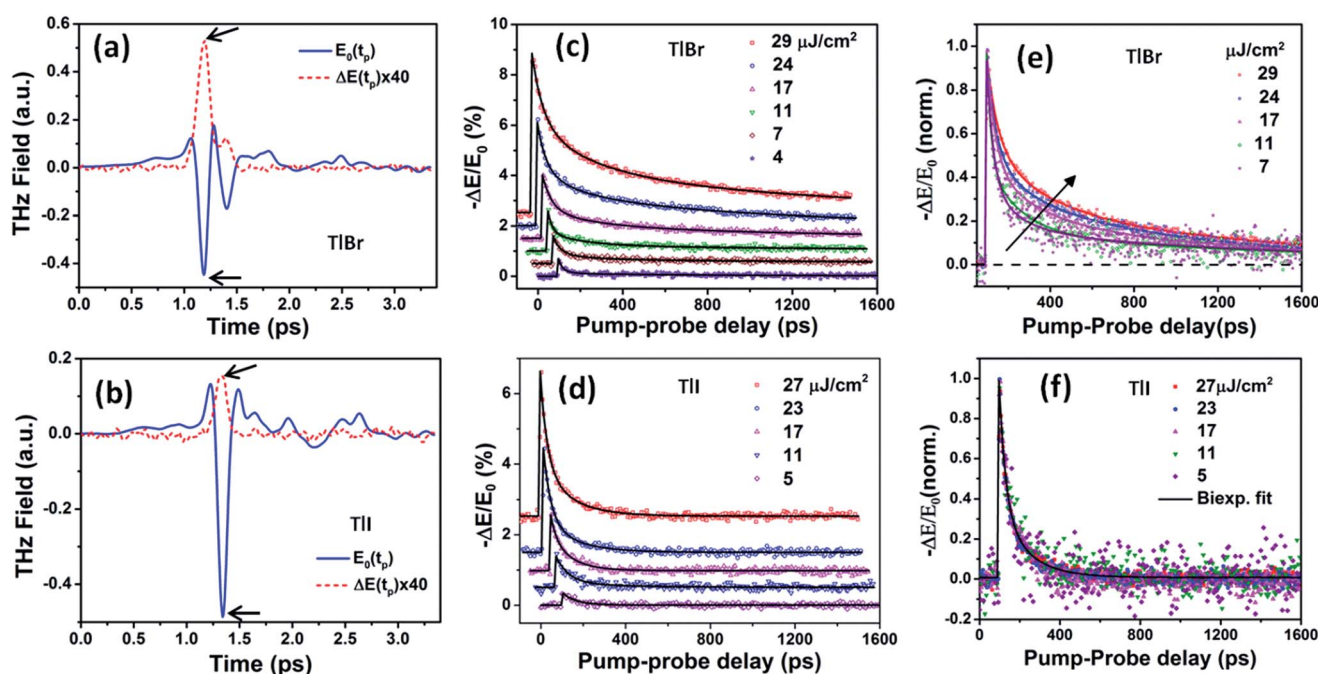 (a)
E₀(tₚ)
ΔE(tₚ)x40
TlBr
THz Field (a.u.)
0.6
0.4
0.2
0.0
-0.2
-0.4
0.0 0.5 1.0 1.5 2.0 2.5 3.0
Time (ps)
(c)
TlBr
29 μJ/cm²
24
17
11
7
4
-ΔE/E₀ (%)
10
8
6
4
2
0
0 400 800 1200 1600
Pump-probe delay (ps)
(e)
TlBr
μJ/cm²
29
24
17
11
7
-ΔE/E₀ (norm.)
1.0
0.8
0.6
0.4
0.2
0.0
400 800 1200 1600
Pump-Probe delay(ps)
(b)
TlI
E₀(tₚ)
ΔE(tₚ)x40
THz Field (a.u.)
0.2
0.0
-0.2
-0.4
0.0 0.5 1.0 1.5 2.0 2.5 3.0
Time (ps)
(d)
TlI
27 μJ/cm²
23
17
11
5
-ΔE/E₀ (%)
6
4
2
0
0 400 800 1200 1600
Pump-probe delay (ps)
(f)
TlI
27μJ/cm²
23
17
11
5
Biexp. fit
-ΔE/E₀(norm.)
1.0
0.8
0.6
0.4
0.2
0.0
-0.2
0 400 800 1200 1600
Pump-Probe delay (ps)